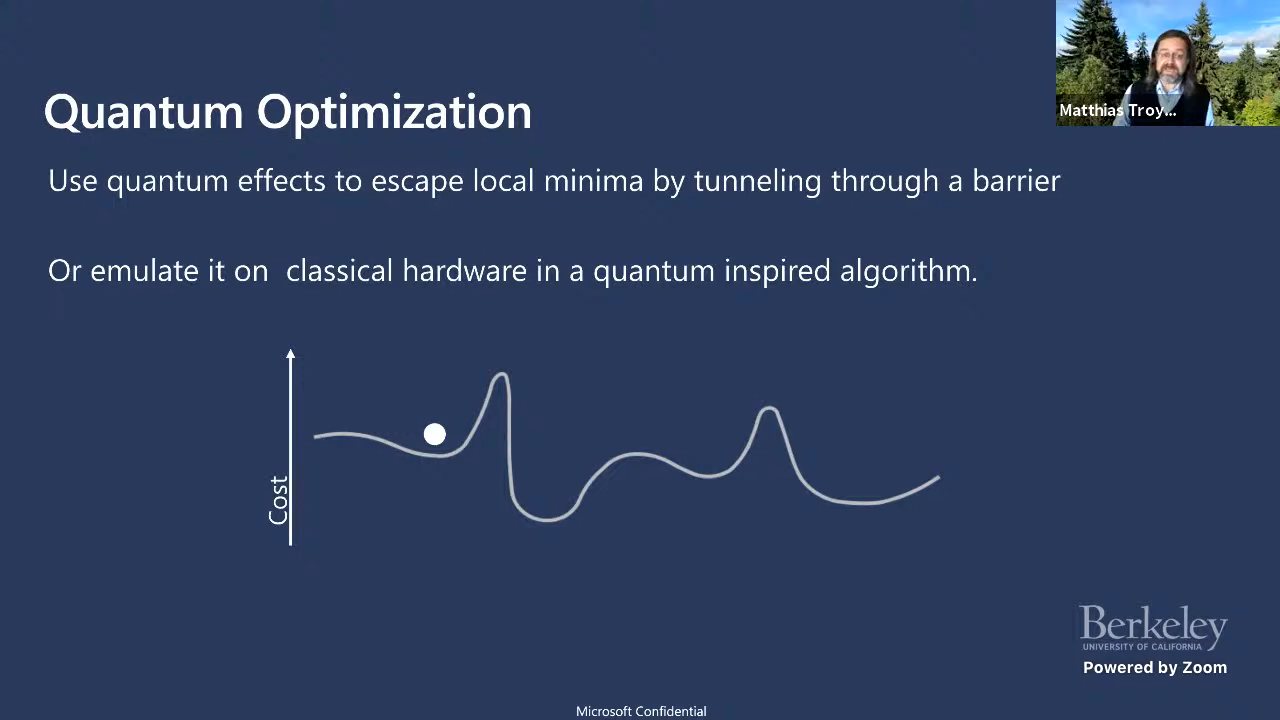 Matthias Troy...
Quantum Optimization
Use quantum effects to escape local minima by tunneling through a barrier
Or emulate it on  classical hardware in a quantum inspired algorithm.
Cost
Berkeley
UNIVERSITY OF CALIFORNIA
Powered by Zoom
Microsoft Confidential